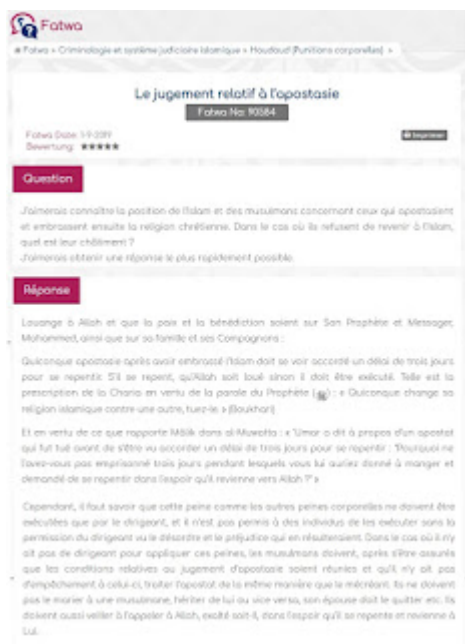 Fatwa
Fatwa » Criminologie et système judiciaire islamique » Houdoud (Punitions corporelles) »
Le jugement relatif à l'apostasie
Fatwa No: 90584
Fatwa Date: 1-9-2019
Imprimer
Bewertung: ★★★★★
Question
J'aimerais connaître la position de l'Islam et des musulmans concernant ceux qui apostasient
et embrassent ensuite la religion chrétienne. Dans le cas où ils refusent de revenir à l'Islam,
quel est leur châtiment ?
J'aimerais obtenir une réponse le plus rapidement possible.
Réponse
Louange à Allah et que la paix et la bénédiction soient sur Son Prophète et Messager,
Mohammed, ainsi que sur sa famille et ses Compagnons :
Quiconque apostasie après avoir embrassé l'Islam doit se voir accordé un délai de trois jours
pour se repentir. S'il se repent, qu'Allah soit loué sinon il doit être exécuté. Telle est la
prescription de la Charia en vertu de la parole du Prophète ( ) : « Quiconque change sa
religion islamique contre une autre, tuez-le. » (Boukhari)
Et en vertu de ce que rapporte Mâlik dans al-Muwatta : « 'Umar a dit à propos d'un apostat
qui fut tué avant de s'être vu accorder un délai de trois jours pour se repentir : "Pourquoi ne
l'avez-vous pas emprisonné trois jours pendant lesquels vous lui auriez donné à manger et
demandé de se repentir dans l'espoir qu'il revienne vers Allah ?" »
Cependant, il faut savoir que cette peine comme les autres peines corporelles ne doivent être
exécutées que par le dirigeant, et il n'est pas permis à des individus de les exécuter sans la
permission du dirigeant vu le désordre et le préjudice qui en résulteraient. Dans le cas où il n'y
ait pas de dirigeant pour appliquer ces peines, les musulmans doivent, après s'être assurés
que les conditions relatives au jugement d'apostasie soient réunies et qu'il n'y ait pas
d'empêchement à celui-ci, traiter l'apostat de la même manière que le mécréant. Ils ne doivent
pas le marier à une musulmane, hériter de lui ou vice versa, son épouse doit le quitter etc. Ils
doivent aussi veiller à l'appeler à Allah, exalté soit-Il, dans l'espoir qu'il se repente et revienne à
Lui.